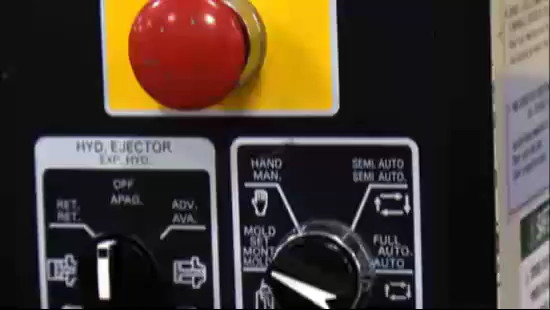 HYD. EJECTOR
EXP. HYD.
OFF
APAG.
RET.
RET.
ADV.
AVA.
HAND
MAN.
SEMI. AUTO
SEMI AUTO.
MOLD
SET
MONT
MOLD
FULL
AUTO.
AUTO